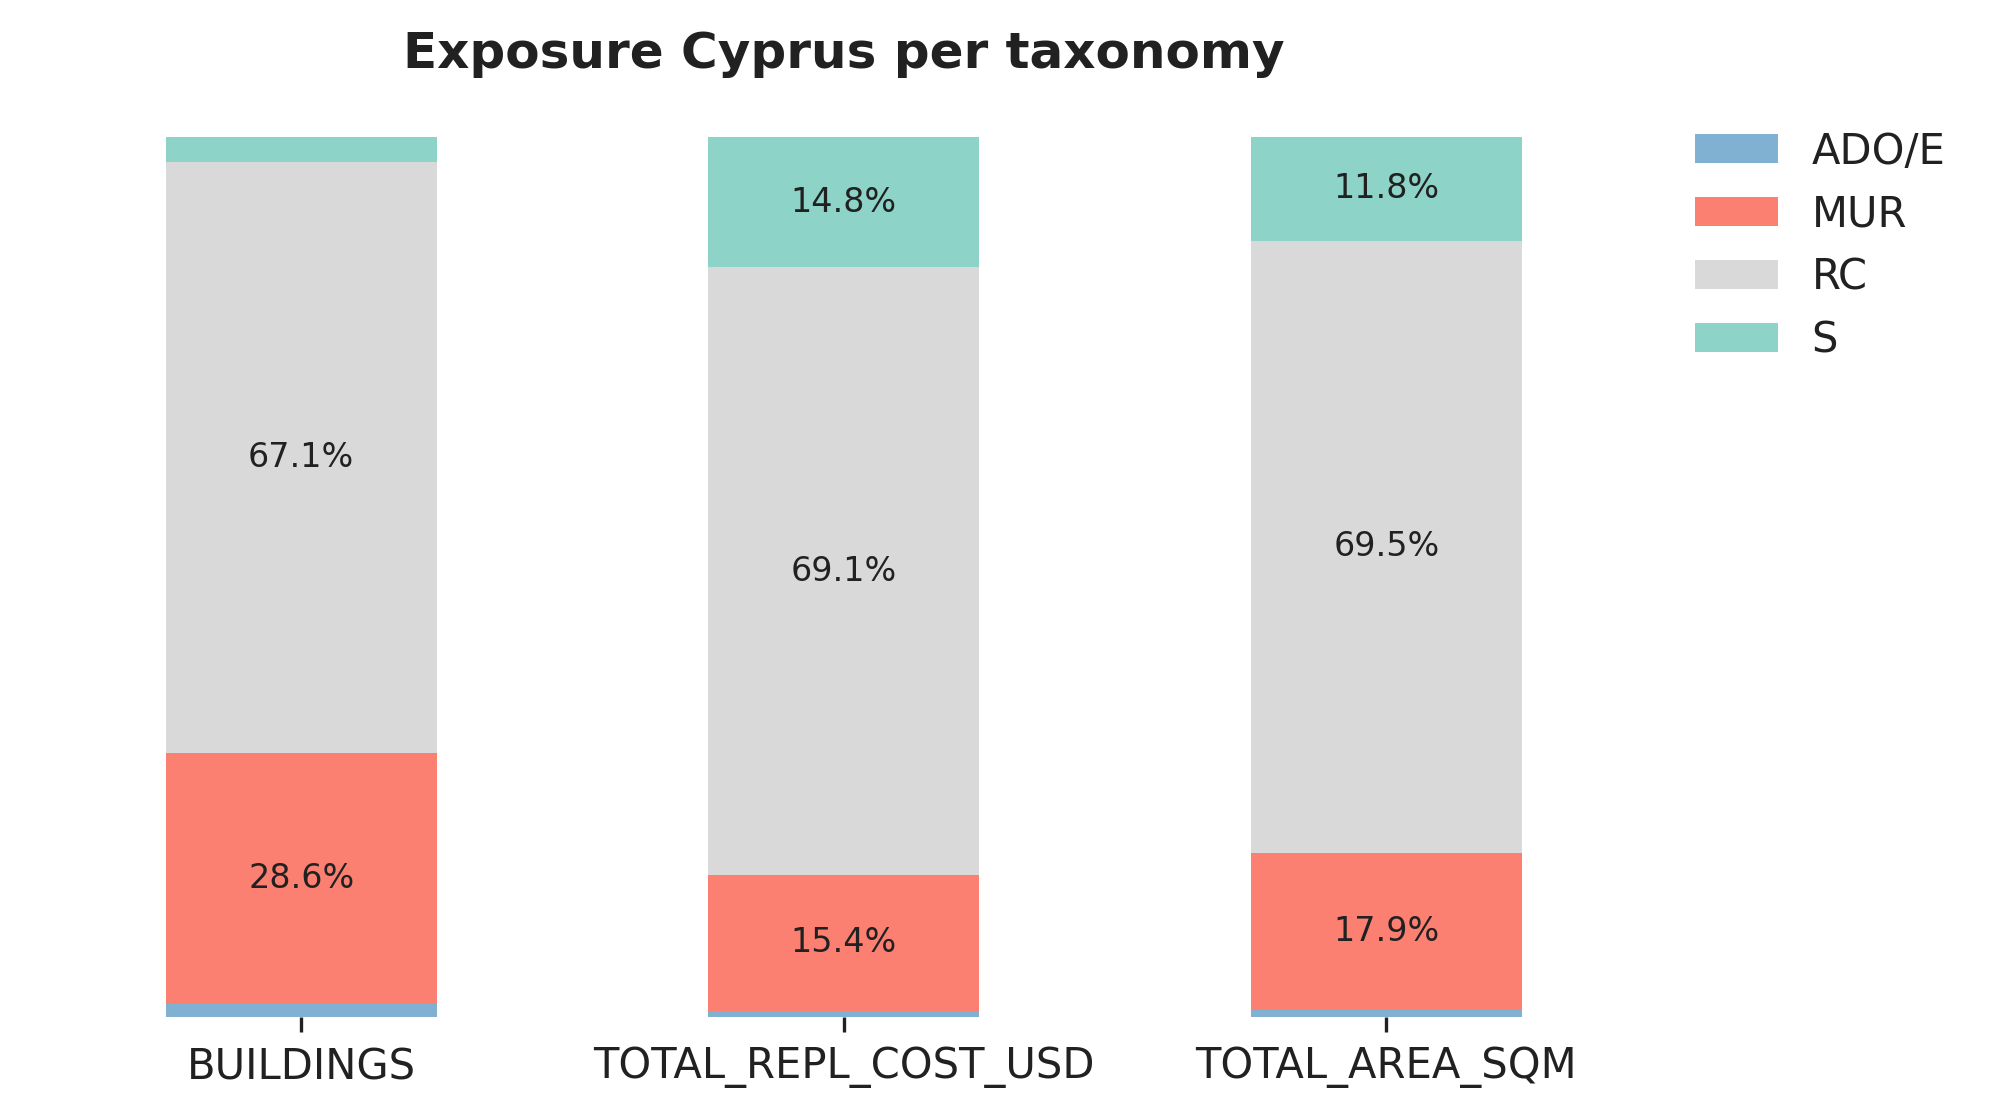 Exposure Cyprus per taxonomy
ADO/E
MUR
RC
S
67.1%
28.6%
14.8%
69.1%
15.4%
11.8%
69.5%
17.9%
BUILDINGS
TOTAL_REPL_COST_USD
TOTAL_AREA_SQM